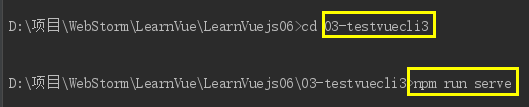 D:\项目\WebStorm\LearnVue\LearnVuejs06>cd 03-testvuecli3
D:\项目\WebStorm\LearnVue\LearnVuejs06\03-testvuecli3>npm run serve